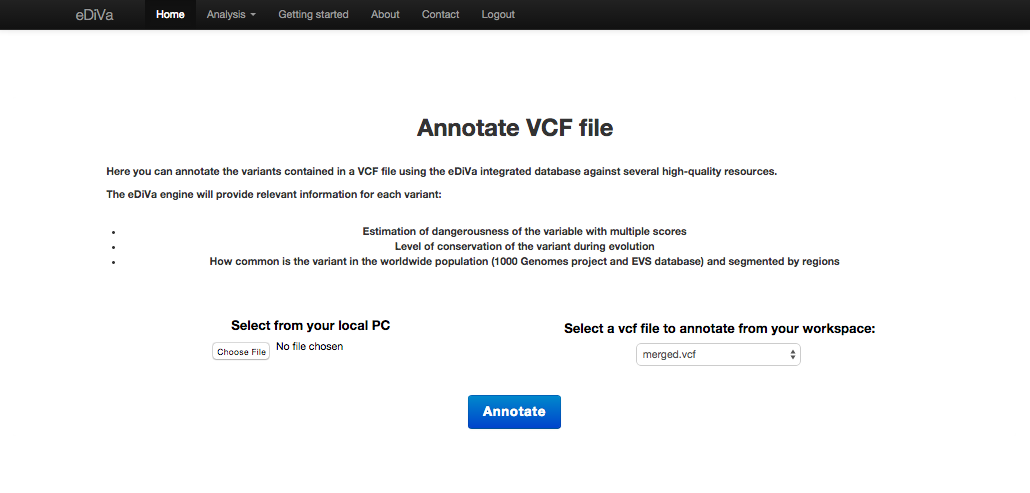 eDiVa Home Analysis Getting started About Contact Logout
Annotate VCF file
Here you can annotate the variants contained in a VCF file using the eDiVa integrated database against several high-quality resources.
The eDiVa engine will provide relevant information for each variant:
Estimation of dangerousness of the variable with multiple scores
Level of conservation of the variant during evolution
How common is the variant in the worldwide population (1000 Genomes project and EVS database) and segmented by regions
Select from your local PC
Choose File No file chosen
Select a vcf file to annotate from your workspace:
merged.vcf
Annotate